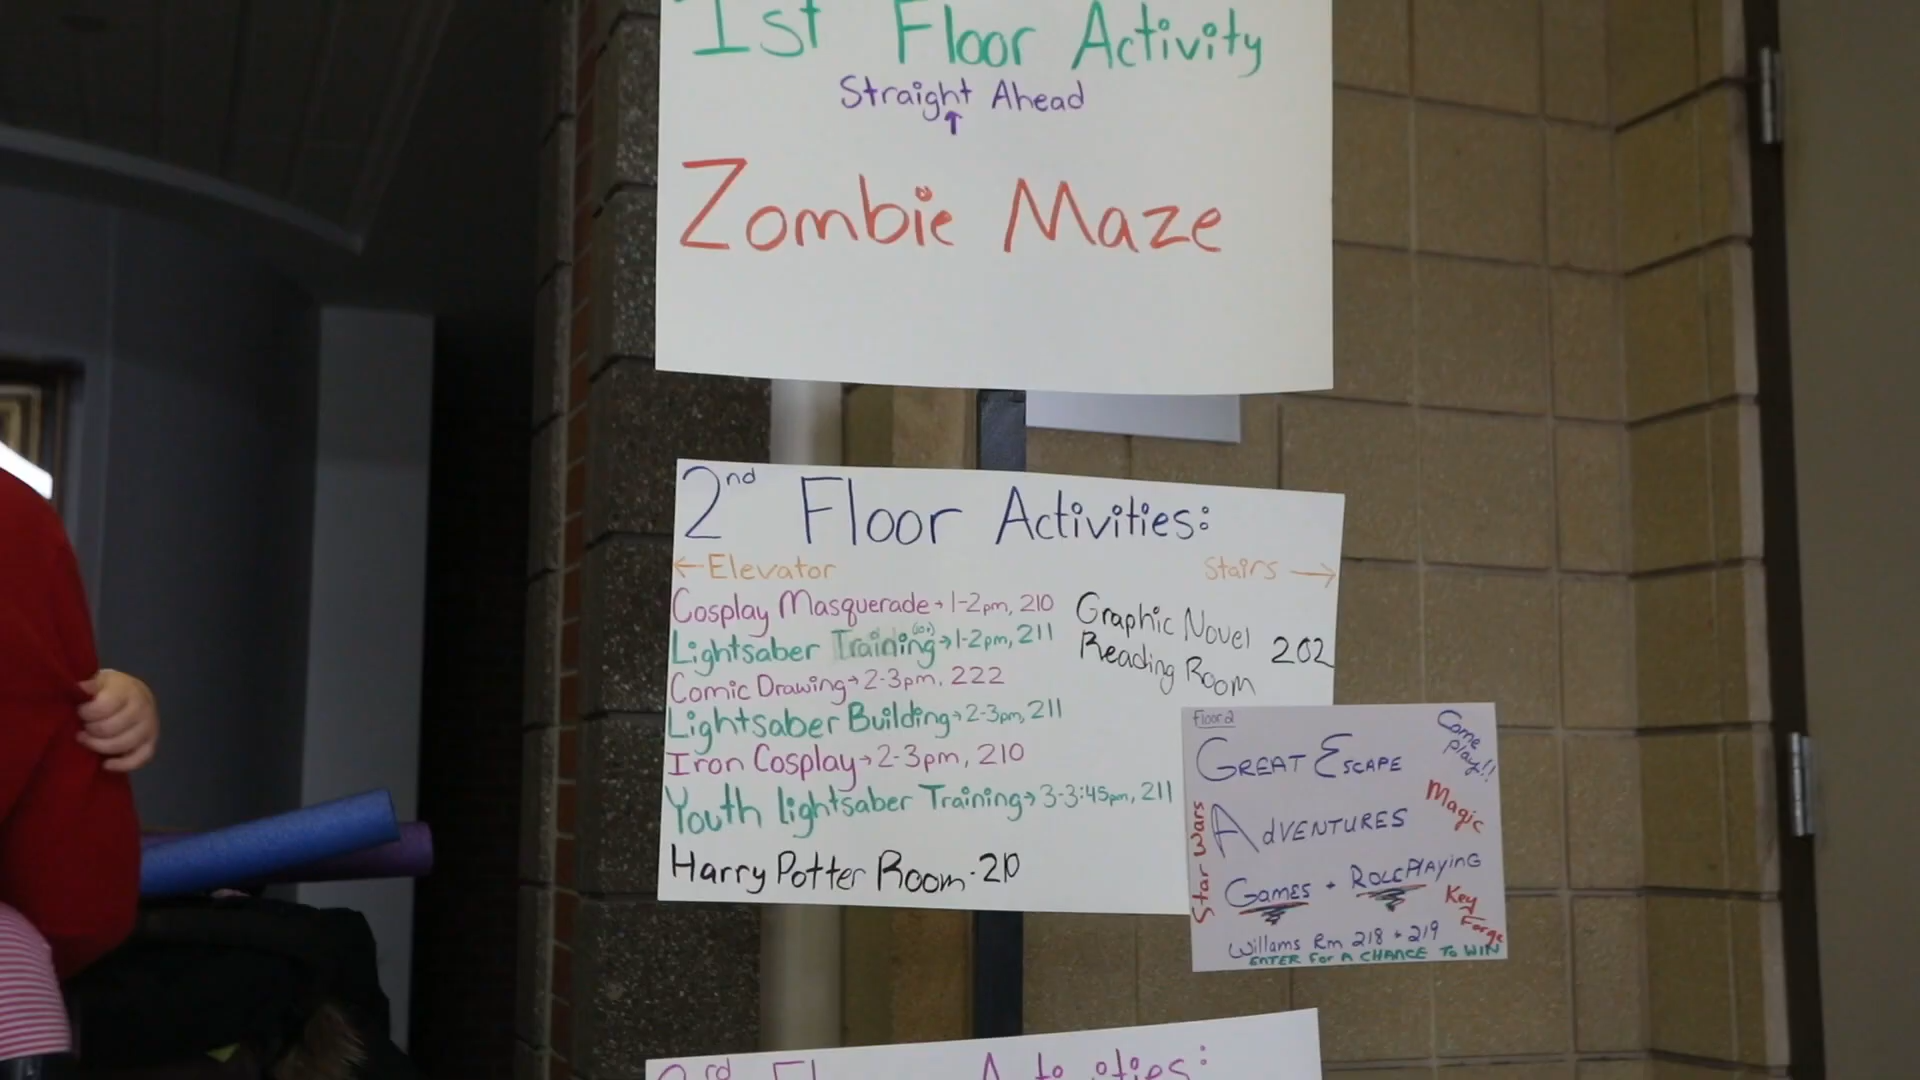 1st Floor Activity
Straight Ahead
↑
Zombie Maze
2nd Floor Activities:
← Elevator
Stairs →
Cosplay Masquerade → 1-2pm, 210
Lightsaber Training → 1-2pm, 211
Comic Drawing → 2-3pm, 222
Lightsaber Building → 2-3pm, 211
Iron Cosplay → 2-3pm, 210
Youth lightsaber Training → 3-3:45pm, 211
Harry Potter Room - 210
Graphic Novel
Reading Room 202
Floor 2
Come
play!!
GREAT ESCAPE
ADVENTURES
GAMES + ROLEPLAYING
Star Wars
Magic
Key
Forge
Willams Rm 218 + 219
ENTER For A CHANCE To WIN